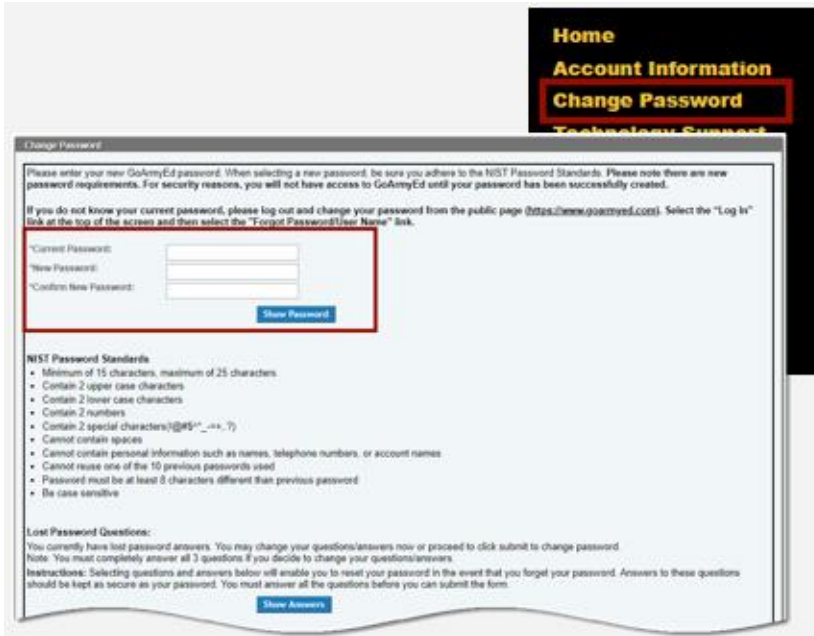 Home
Account Information
Change Password
Technology Support
Change Password
Please enter your new GoArmyEd password. When selecting a new password, be sure you adhere to the NIST Password Standards. Please note there are new
password requirements. For security reasons, you will not have access to GoArmyEd until your password has been successfully created.
If you do not know your current password, please log out and change your password from the public page (https://www.goarmyed.com). Select the "Log In"
link at the top of the screen and then select the "Forgot Password/User Name" link.
*Current Password:
*New Password:
*Confirm New Password:
Show Password
NIST Password Standards
• Minimum of 15 characters, maximum of 25 characters
• Contain 2 upper case characters
• Contain 2 lower case characters
• Contain 2 numbers
• Contain 2 special characters
• Cannot contain spaces
• Cannot contain personal information such as names, telephone numbers, or account names
• Cannot reuse one of the 10 previous passwords used
• Password must be at least 8 characters different than previous password
• Be case sensitive
Lost Password Questions:
You currently have lost password answers. You may change your questions/answers now or proceed to click submit to change password.
Note: You must completely answer all 3 questions if you decide to change your questions/answers.
Instructions: Selecting questions and answers below will enable you to reset your password in the event that you forget your password. Answers to these questions
should be kept as secure as your password. You must answer all the questions before you can submit the form.
Show Answers